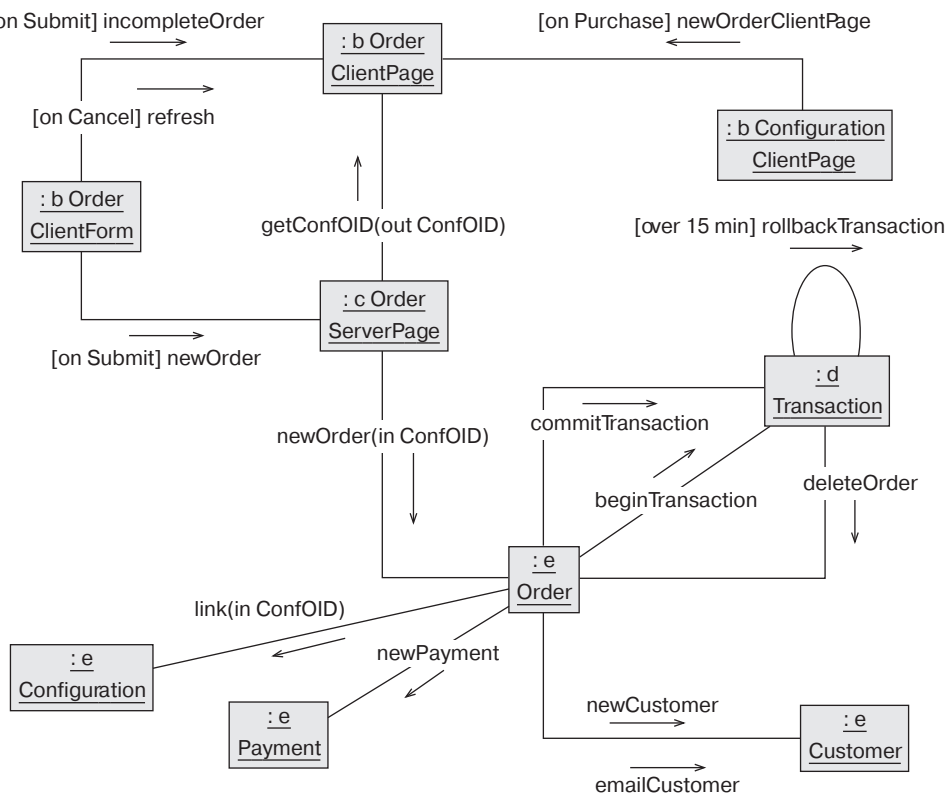 on Submit] incompleteOrder
[on Purchase] newOrderClientPage
: b Order
ClientPage
[on Cancel] refresh
: b Configuration
ClientPage
: b Order
ClientForm
getConfOID(out ConfOID)
[over 15 min] rollbackTransaction
: c Order
ServerPage
[on Submit] newOrder
: d
Transaction
commitTransaction
newOrder(in ConfOID)
beginTransaction
deleteOrder
: e
Order
link(in ConfOID)
newPayment
: e
Configuration
: e
Payment
newCustomer
: e
Customer
emailCustomer